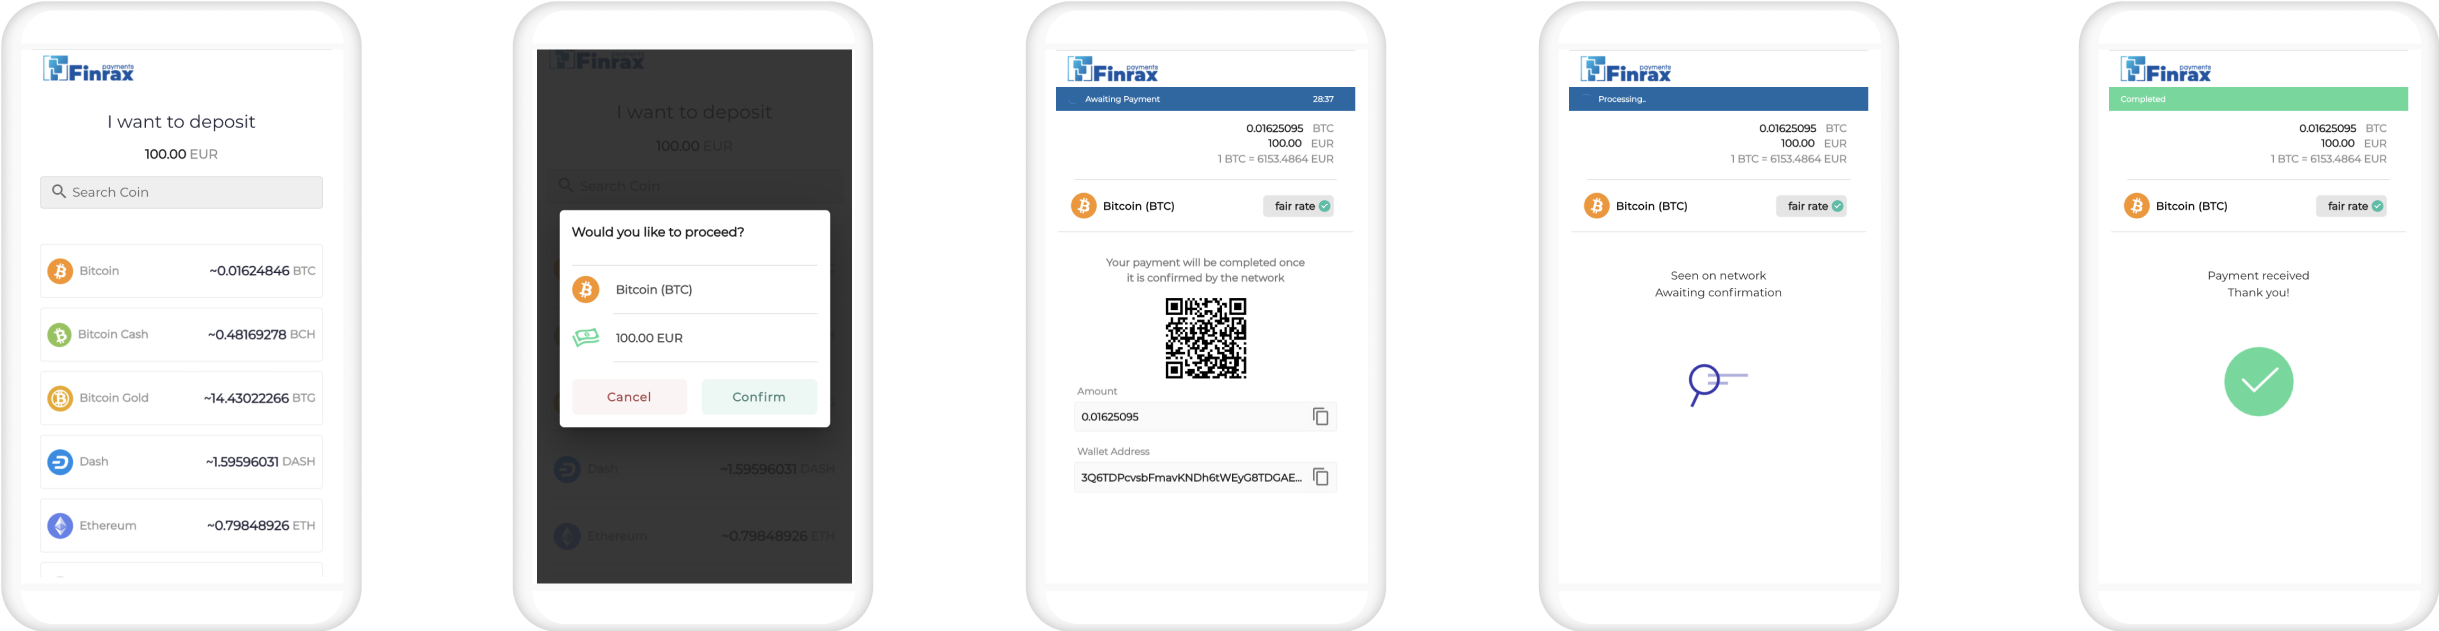 payments
Finrax
I want to deposit
100.00 EUR
Search Coin
Bitcoin ~0.01624846 BTC
Bitcoin Cash ~0.48169278 BCH
Bitcoin Gold ~14.43022266 BTG
Dash ~1.59596031 DASH
Ethereum ~0.79848926 ETH
Finrax
I want to deposit
100.00 EUR
Search Coin
Would you like to proceed?
Bitcoin (BTC)
100.00 EUR
Cancel Confirm
Dash ~1.59596031 DASH
Ethereum ~0.79848926 ETH
payments
Finrax
Awaiting Payment 28:37
0.01625095 BTC
100.00 EUR
1 BTC = 6153.4864 EUR
Bitcoin (BTC) fair rate
Your payment will be completed once
it is confirmed by the network
Amount
0.01625095
Wallet Address
3Q6TDPcvsbFmavKNDh6tWEyG8TDGAE...
payments
Finrax
Processing..
0.01625095 BTC
100.00 EUR
1 BTC = 6153.4864 EUR
Bitcoin (BTC) fair rate
Seen on network
Awaiting confirmation
payments
Finrax
Completed
0.01625095 BTC
100.00 EUR
1 BTC = 6153.4864 EUR
Bitcoin (BTC) fair rate
Payment received
Thank you!